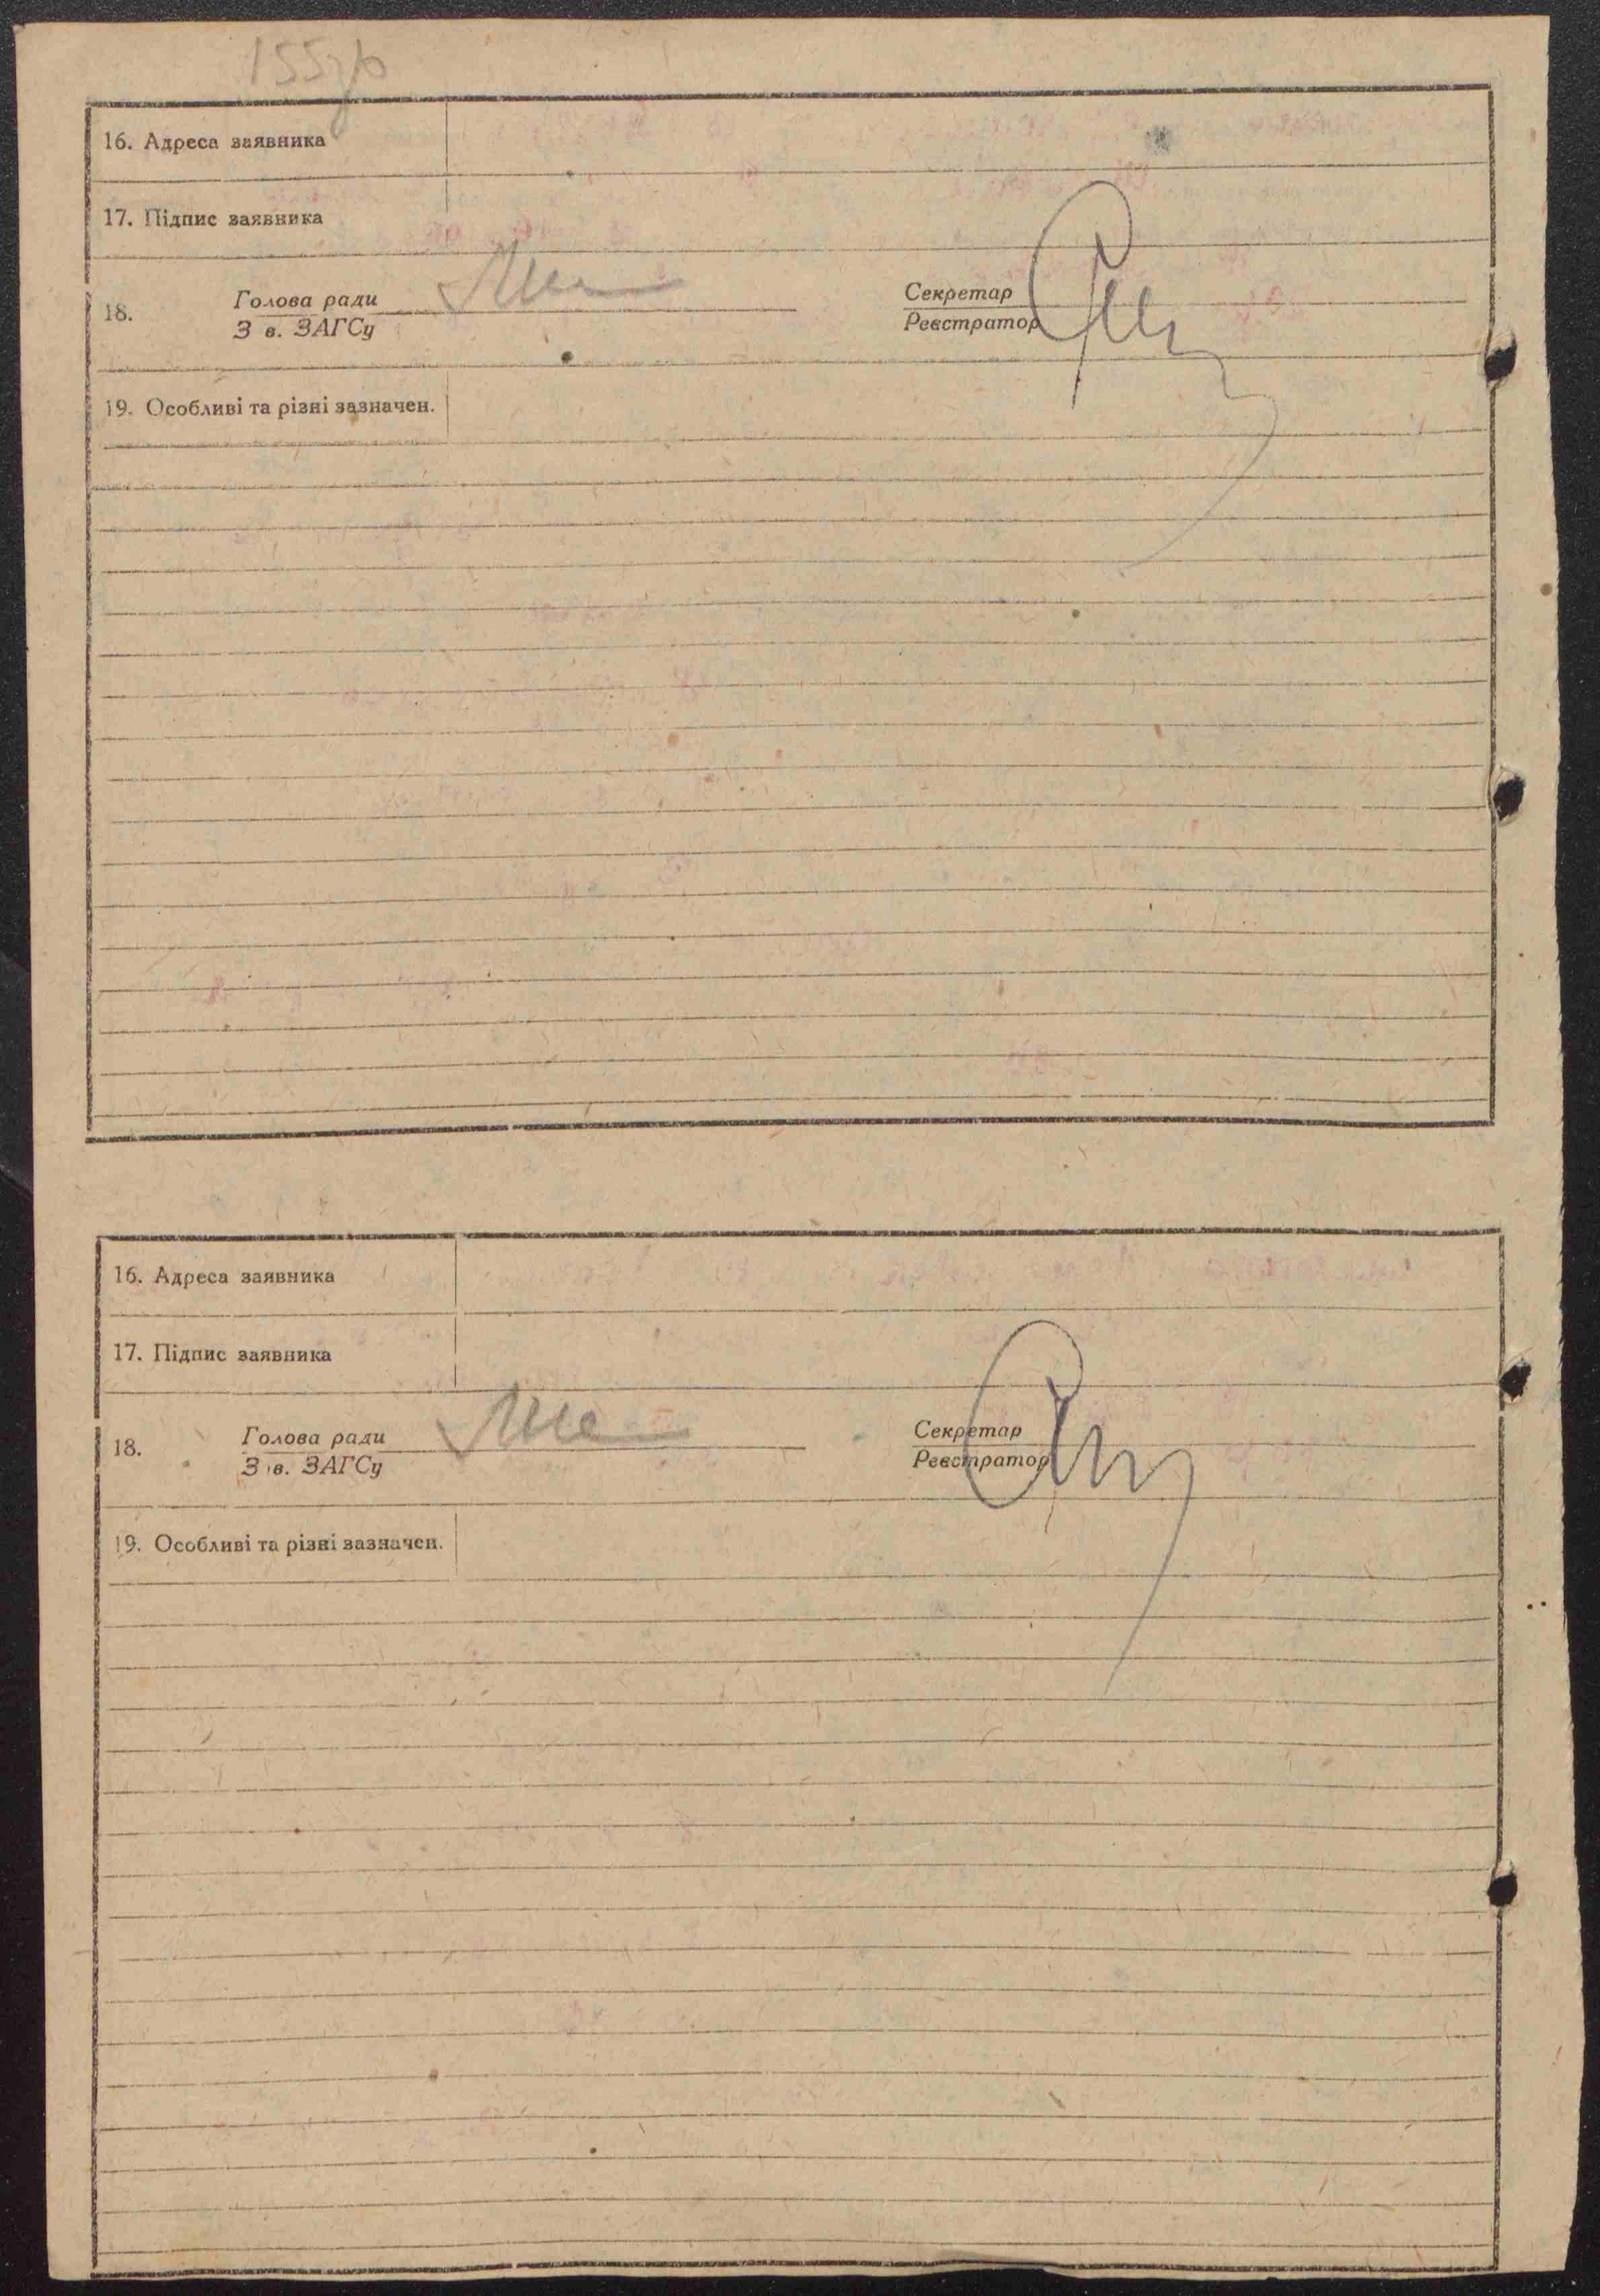 155зв
16. Адреса заявника
17. Підпис заявника
18. Голова ради Секретар
З в. ЗАГСу Реєстратор
19. Особливі та різні зазначен.
16. Адреса заявника
17. Підпис заявника
18. Голова ради Секретар
З в. ЗАГСу Реєстратор
19. Особливі та різні зазначен.